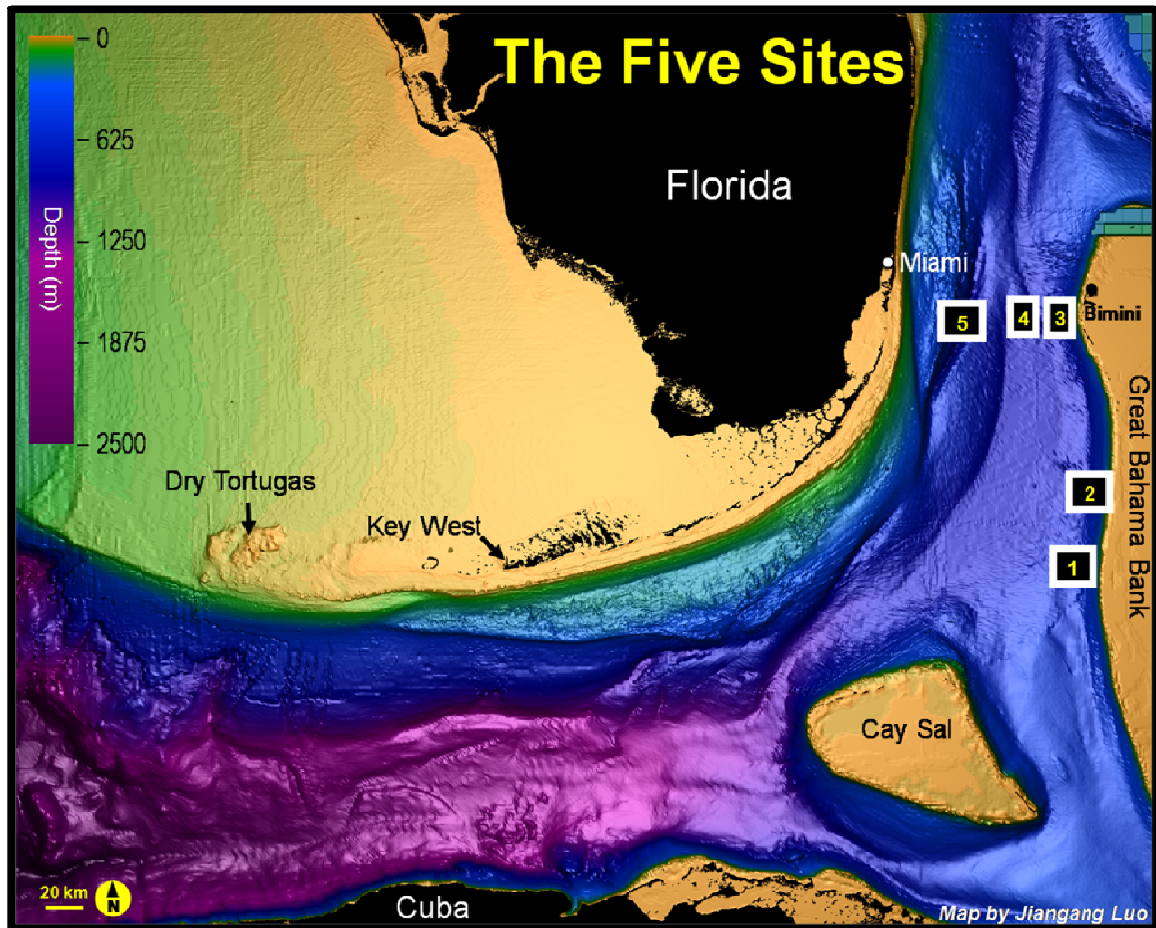 The Five Sites
0
625
1250
1875
2500
Depth (m)
Florida
Miami
5
4
3
Bimini
Great Bahama Bank
2
1
Dry Tortugas
Key West
Cay Sal
20 km
N
Cuba
Map by Jiangang Luo